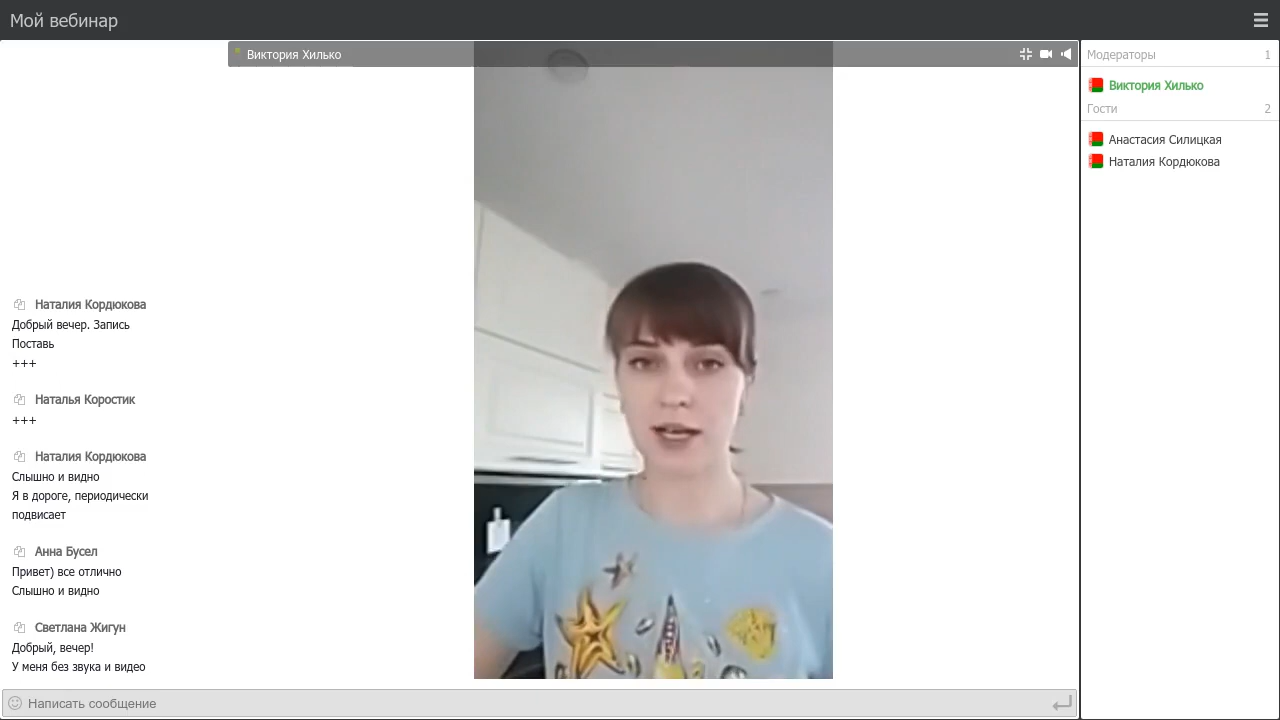 Мой вебинар
Виктория Хилько
Модераторы 1
Виктория Хилько
Гости 2
Анастасия Силицкая
Наталия Кордюкова
Наталия Кордюкова
Добрый вечер. Запись
Поставь
+++
Наталья Коростик
+++
Наталия Кордюкова
Слышно и видно
Я в дороге, периодически
подвисает
Анна Бусел
Привет) все отлично
Слышно и видно
Светлана Жигун
Добрый, вечер!
У меня без звука и видео
Написать сообщение